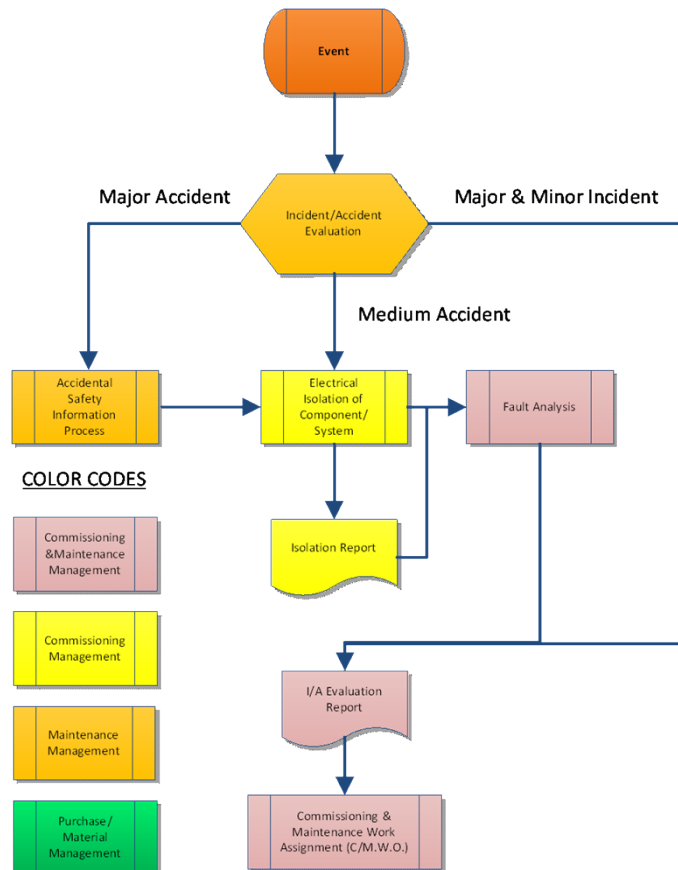 Event
Major Accident
Major & Minor Incident
Incident/Accident
Evaluation
Medium Accident
Accidental
Safety
Information
Process
Electrical
Isolation of
Component/
System
Fault Analysis
COLOR CODES
Commissioning
&Maintenance
Management
Isolation Report
Commissioning
Management
I/A Evaluation
Report
Maintenance
Management
Purchase/
Material
Management
Commissioning &
Maintenance Work
Assignment (C/M.W.O.)